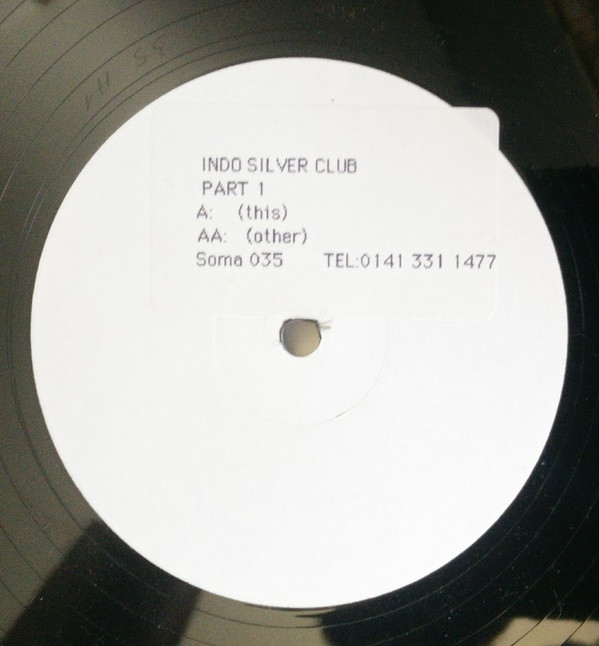 INDO SILVER CLUB
PART 1
A: (this)
AA: (other)
Soma 035 TEL:0141 331 1477